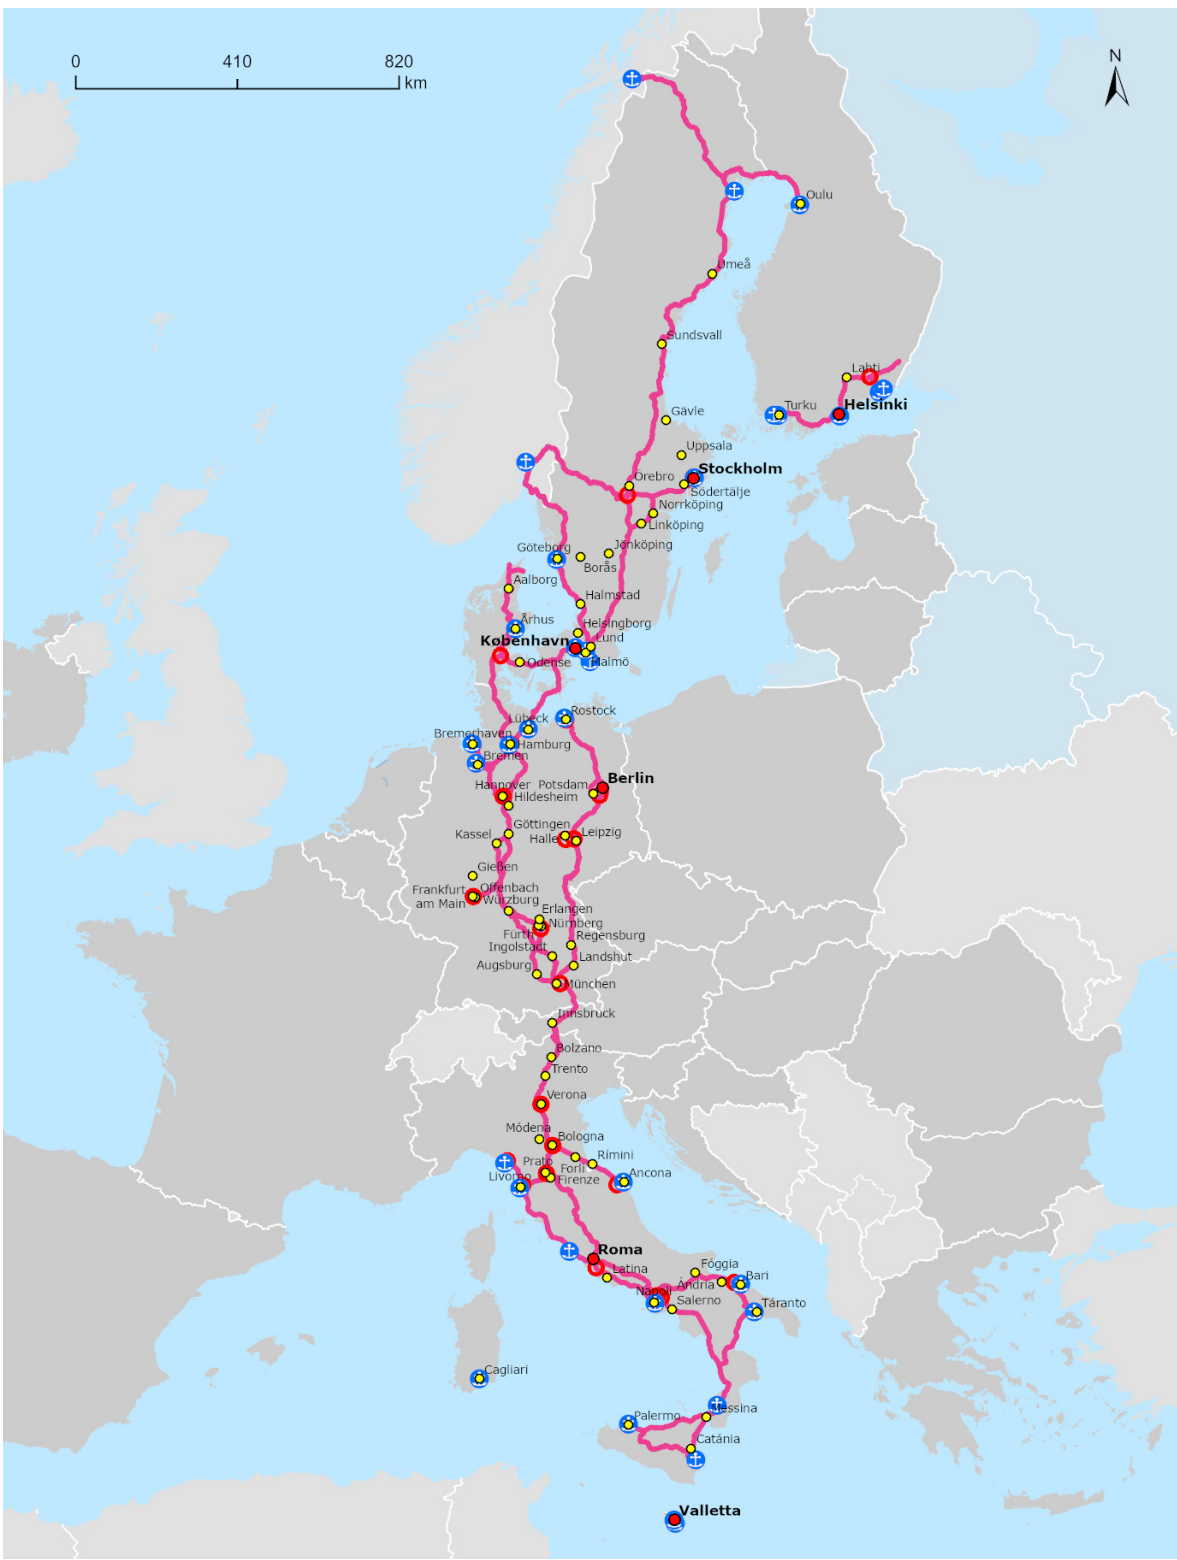 0 410 820
km
N
Oulu
Umeå
Sundsvall
Lahti
Gävle
Turku
Helsinki
Uppsala
Stockholm
Örebro
Södertälje
Norrköping
Linköping
Göteborg
Jönköping
Borås
Aalborg
Halmstad
Århus
Helsingborg
København
Lund
Odense
Malmö
Rostock
Lübeck
Bremerhaven
Hamburg
Bremen
Berlin
Hannover
Potsdam
Hildesheim
Göttingen
Leipzig
Kassel
Halle
Gießen
Frankfurt
am Main
Offenbach
Würzburg
Erlangen
Nürnberg
Fürth
Regensburg
Ingolstadt
Landshut
Augsburg
München
Innsbruck
Bolzano
Trento
Verona
Módena
Bologna
Prato
Rímini
Forlì
Livorno
Firenze
Ancona
Roma
Latina
Fóggia
Ándria
Bari
Napoli
Salerno
Táranto
Cagliari
Messina
Palermo
Catánia
Valletta